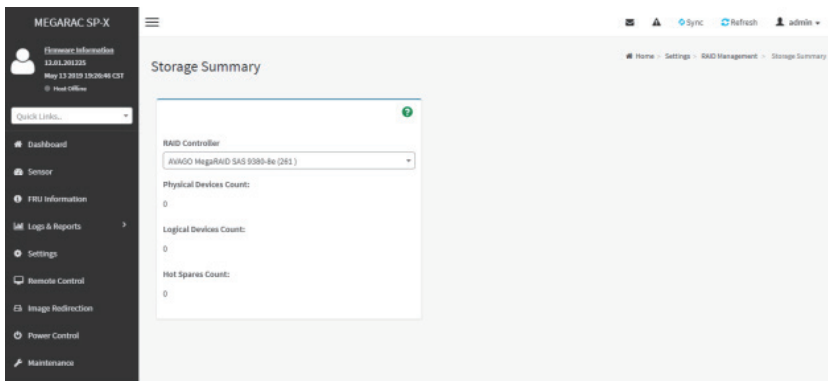 MEGARAC SP-X
Sync
Refresh
admin
Firmware Information
12.01.201225
May 13 2019 19:26:46 CST
Host Offline
Home > Settings > RAID Management > Storage Summary
Storage Summary
Quick Links...
Dashboard
Sensor
FRU Information
Logs & Reports
Settings
Remote Control
Image Redirection
Power Control
Maintenance
RAID Controller
AVAGO MegaRAID SAS 9380-8e (261 )
Physical Devices Count:
0
Logical Devices Count:
0
Hot Spares Count:
0